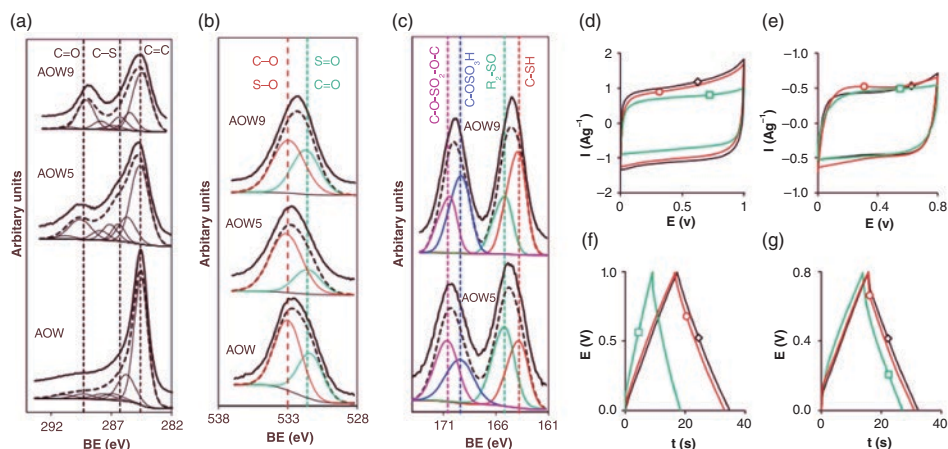 (a)
C=O C–S C=C
AOW9
AOW5
AOW
Arbitary units
292 287 282
BE (eV)
(b)
C–O S=O
S–O C=O
AOW9
AOW5
AOW
Arbitary units
538 533 528
BE (eV)
(c)
C-O-SO2-O-C
C-OSO3H
R2-SO
C-SH
AOW9
AOW5
Arbitary units
171 166 161
BE (eV)
(d)
2
1
0
−1
−2
I (Ag−1)
0 1
E (v)
(e)
−1.0
−0.5
−0.0
−0.5
−1.0
I (Ag−1)
0 0.4 0.8
E (v)
(f)
1.0
0.5
0.0
E (V)
0 20 40
t (s)
(g)
0.8
0.4
0.0
E (V)
0 20 40
t (s)